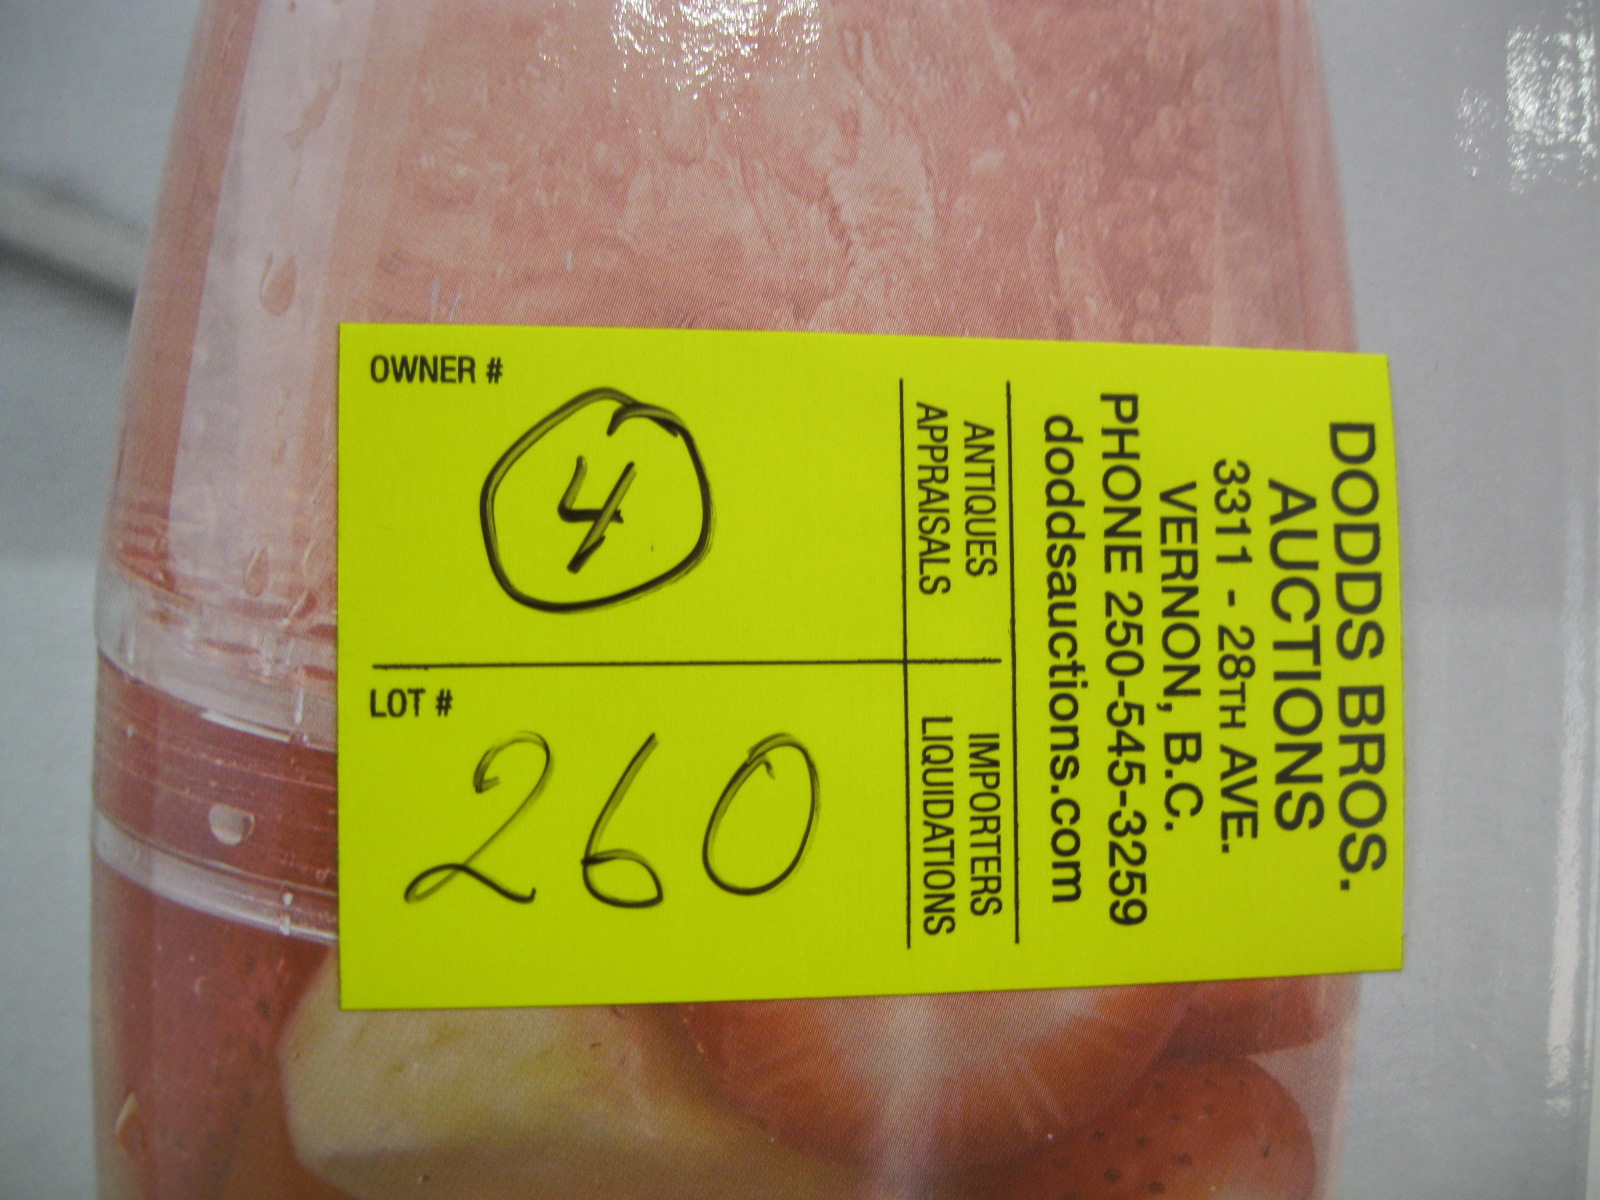 DODDS BROS.
AUCTIONS
3311 - 28TH AVE.
VERNON, B.C.
PHONE 250-545-3259
doddsauctions.com
ANTIQUES
APPRAISALS
IMPORTERS
LIQUIDATIONS
OWNER #
4
LOT #
260